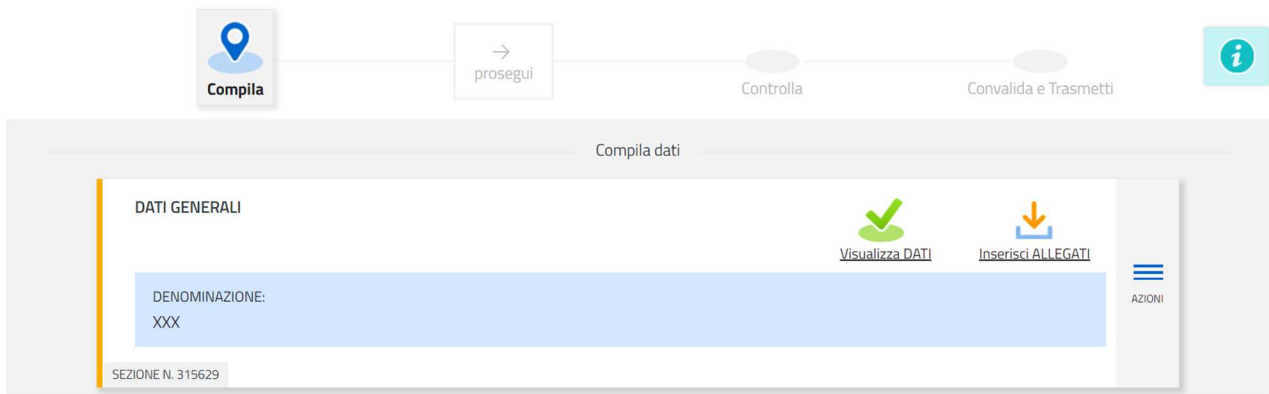 Compila
→
prosegui
Controlla
Convalida e Trasmetti
i
Compila dati
DATI GENERALI
Visualizza DATI
Inserisci ALLEGATI
DENOMINAZIONE:
XXX
AZIONI
SEZIONE N. 315629